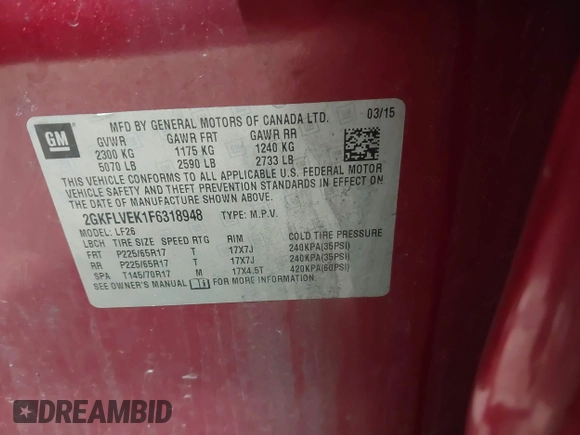 GM
MFD BY GENERAL MOTORS OF CANADA LTD. 03/15
GVWR GAWR FRT GAWR RR
2300 KG 1175 KG 1240 KG
5070 LB 2590 LB 2733 LB
THIS VEHICLE CONFORMS TO ALL APPLICABLE U.S. FEDERAL MOTOR
VEHICLE SAFETY AND THEFT PREVENTION STANDARDS IN EFFECT ON
THE DATE OF MANUFACTURE SHOWN ABOVE.
2GKFLVEK1F6318948 TYPE: M.P.V.
MODEL: LF26
LBCH TIRE SIZE SPEED RTG RIM COLD TIRE PRESSURE
FRT P225/65R17 T 17X7J 240KPA(35PSI)
RR P225/65R17 T 17X7J 240KPA(35PSI)
SPA T145/70R17 M 17X4.5T 420KPA(60PSI)
SEE OWNER'S MANUAL FOR MORE INFORMATION.
DREAMBID